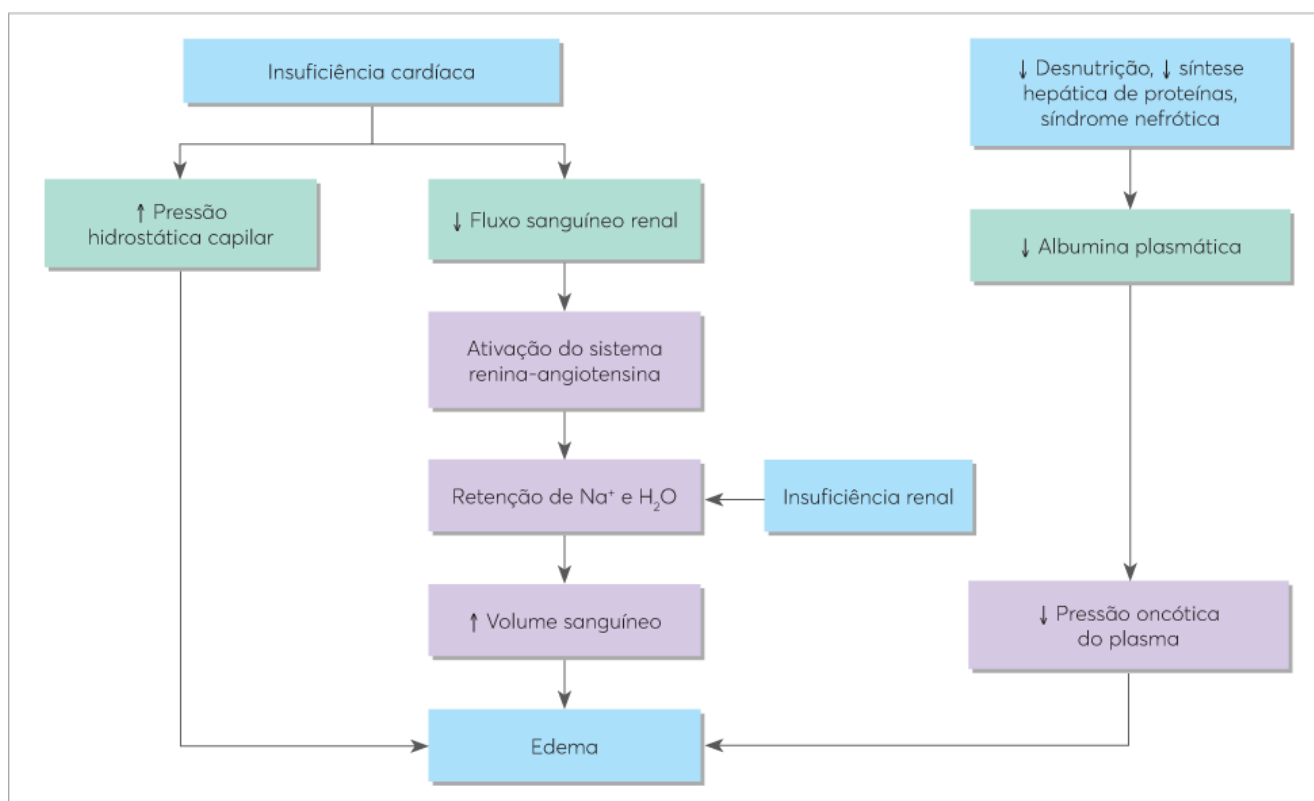 Insuficiência cardíaca
↓ Desnutrição, ↓ síntese
hepática de proteínas,
síndrome nefrótica
↑ Pressão
hidrostática capilar
↓ Fluxo sanguíneo renal
↓ Albumina plasmática
Ativação do sistema
renina-angiotensina
Retenção de Na⁺ e H₂O
Insuficiência renal
↑ Volume sanguíneo
↓ Pressão oncótica
do plasma
Edema